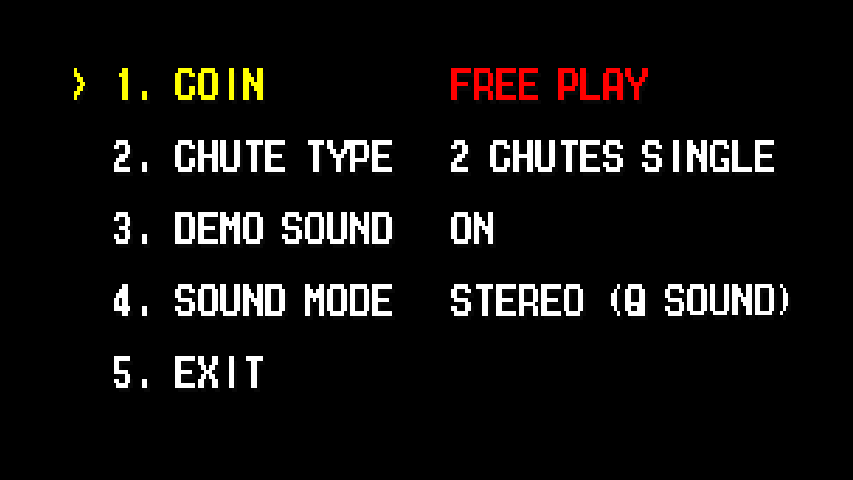 > 1. COIN FREE PLAY
2. CHUTE TYPE 2 CHUTES SINGLE
3. DEMO SOUND ON
4. SOUND MODE STEREO (Q SOUND)
5. EXIT